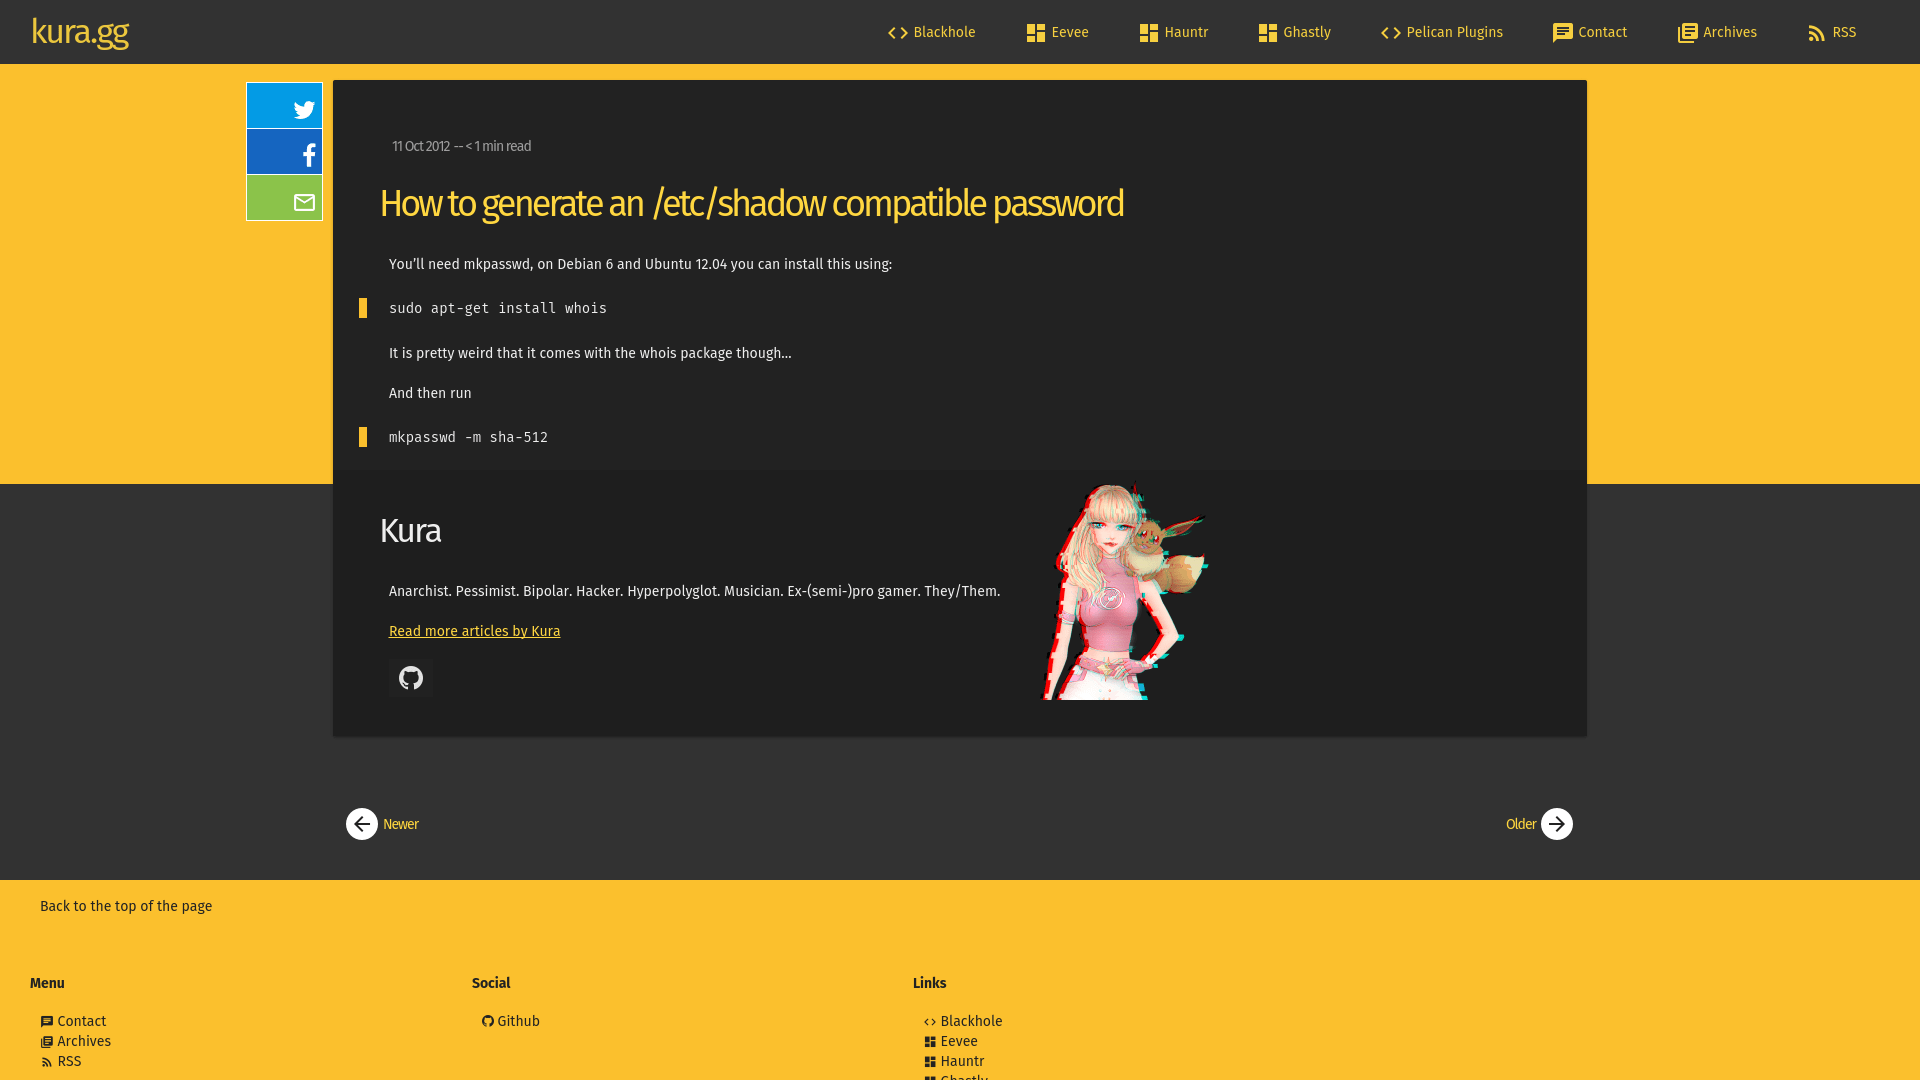 kura.gg
Blackhole
Eevee
Hauntr
Ghastly
Pelican Plugins
Contact
Archives
RSS
11 Oct 2012 -- < 1 min read
How to generate an /etc/shadow compatible password
You’ll need mkpasswd, on Debian 6 and Ubuntu 12.04 you can install this using:
sudo apt-get install whois
It is pretty weird that it comes with the whois package though…
And then run
mkpasswd -m sha-512
Kura
Anarchist. Pessimist. Bipolar. Hacker. Hyperpolyglot. Musician. Ex-(semi-)pro gamer. They/Them.
Read more articles by Kura
Newer
Older
Back to the top of the page
Menu
Contact
Archives
RSS
Social
Github
Links
Blackhole
Eevee
Hauntr
Ghastly